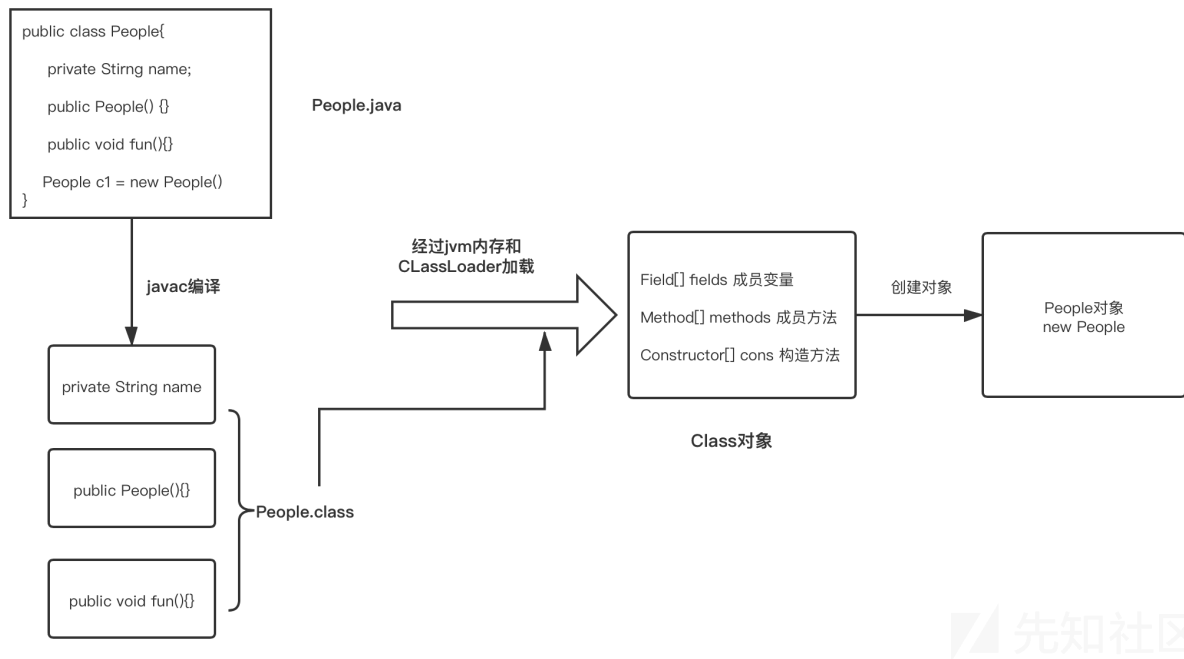 public class People{
private Stirng name;
public People() {}
public void fun(){}
People c1 = new People()
}
People.java
javac编译
private String name
public People(){}
public void fun(){}
People.class
经过jvm内存和
CLassLoader加载
Field[] fields 成员变量
Method[] methods 成员方法
Constructor[] cons 构造方法
Class对象
创建对象
People对象
new People
先知社区